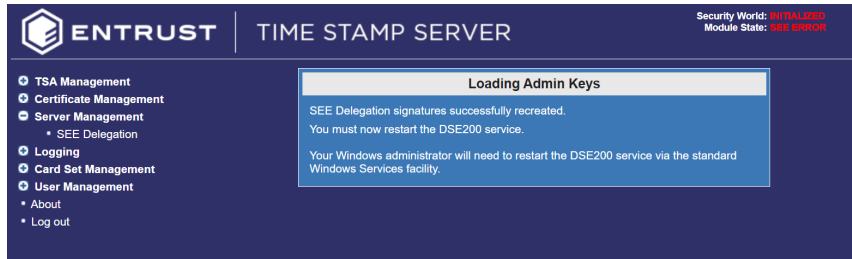 ENTRUST
TIME STAMP SERVER
Security World: INITIALIZED
Module State: SEE ERROR
TSA Management
Certificate Management
Server Management
SEE Delegation
Logging
Card Set Management
User Management
About
Log out
Loading Admin Keys
SEE Delegation signatures successfully recreated.
You must now restart the DSE200 service.
Your Windows administrator will need to restart the DSE200 service via the standard
Windows Services facility.